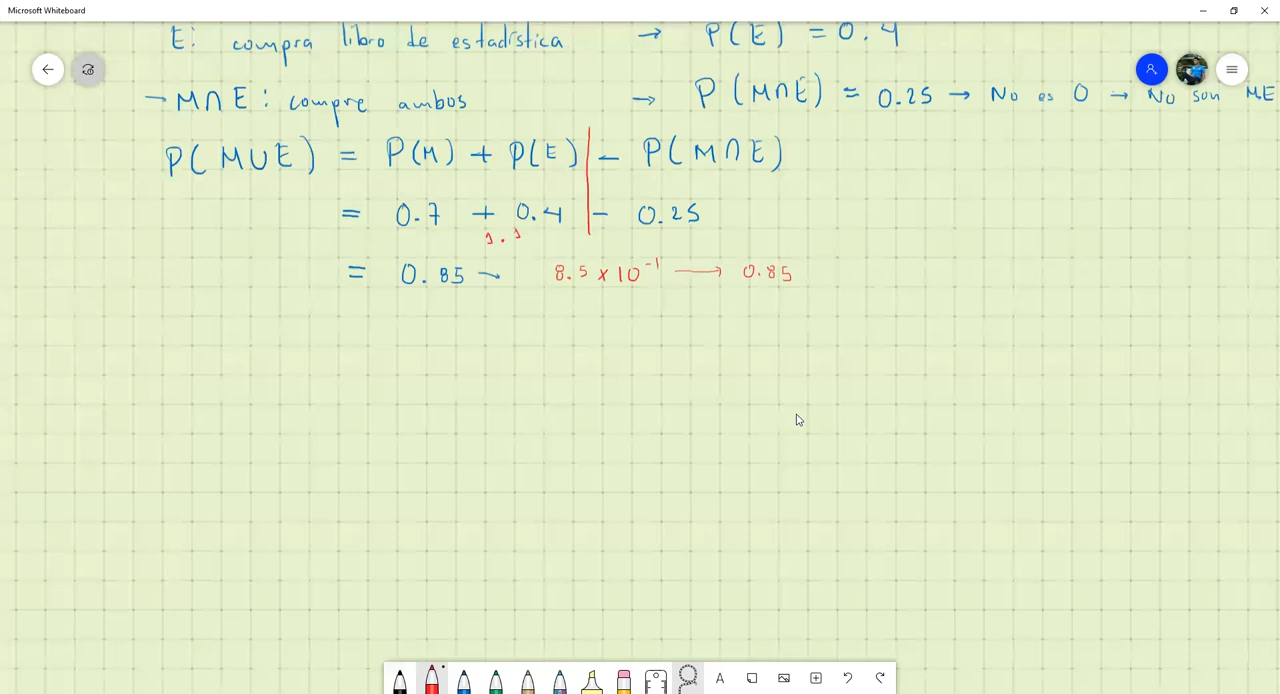 Microsoft Whiteboard
E: compra libro de estadística → P(E) = 0.4
→ M∩E: compre ambos → P(M∩E) = 0.25 → No es 0 → No son ME
P(M∪E) = P(M) + P(E) - P(M∩E)
= 0.7 + 0.4 - 0.25
1.1
= 0.85 → 8.5 × 10⁻¹ → 0.85
A